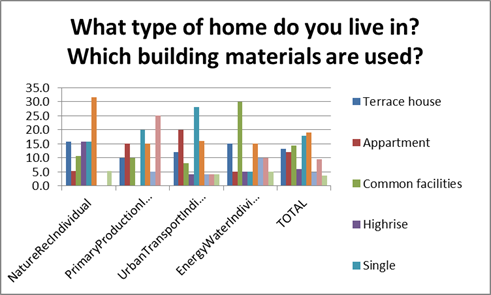 What type of home do you live in?
Which building materials are used?
35.0
30.0
25.0
20.0
15.0
10.0
5.0
0.0
NatureRecIndividual
PrimaryProductionI...
UrbanTransportIndi...
EnergyWaterIndivi...
TOTAL
Terrace house
Appartment
Common facilities
Highrise
Single